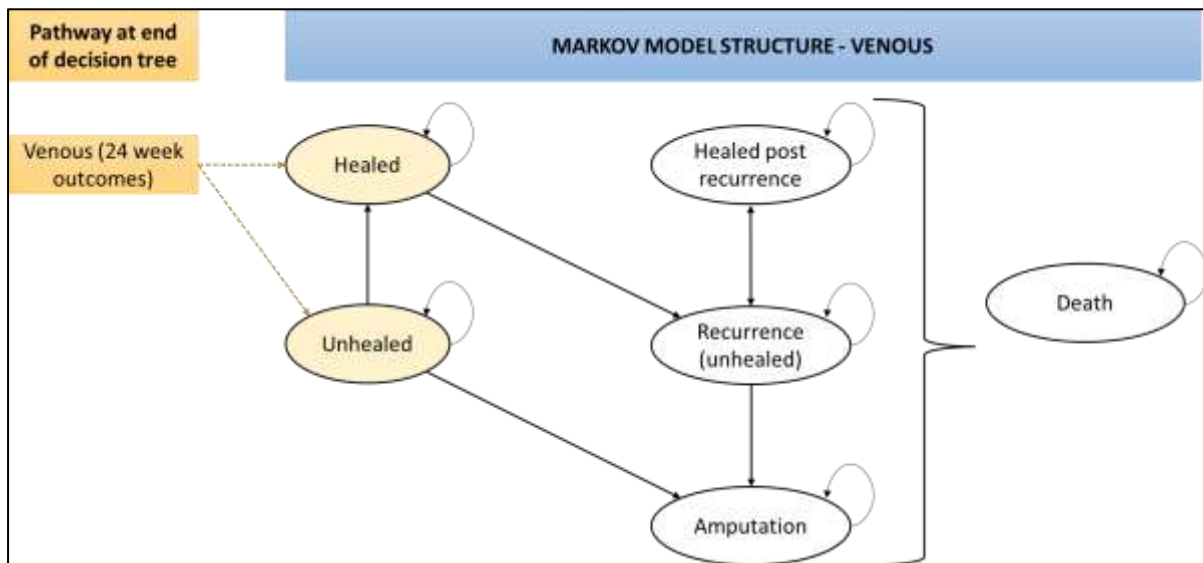 Pathway at end
of decision tree
MARKOV MODEL STRUCTURE - VENOUS
Venous (24 week
outcomes)
Healed
Healed post
recurrence
Death
Unhealed
Recurrence
(unhealed)
Amputation